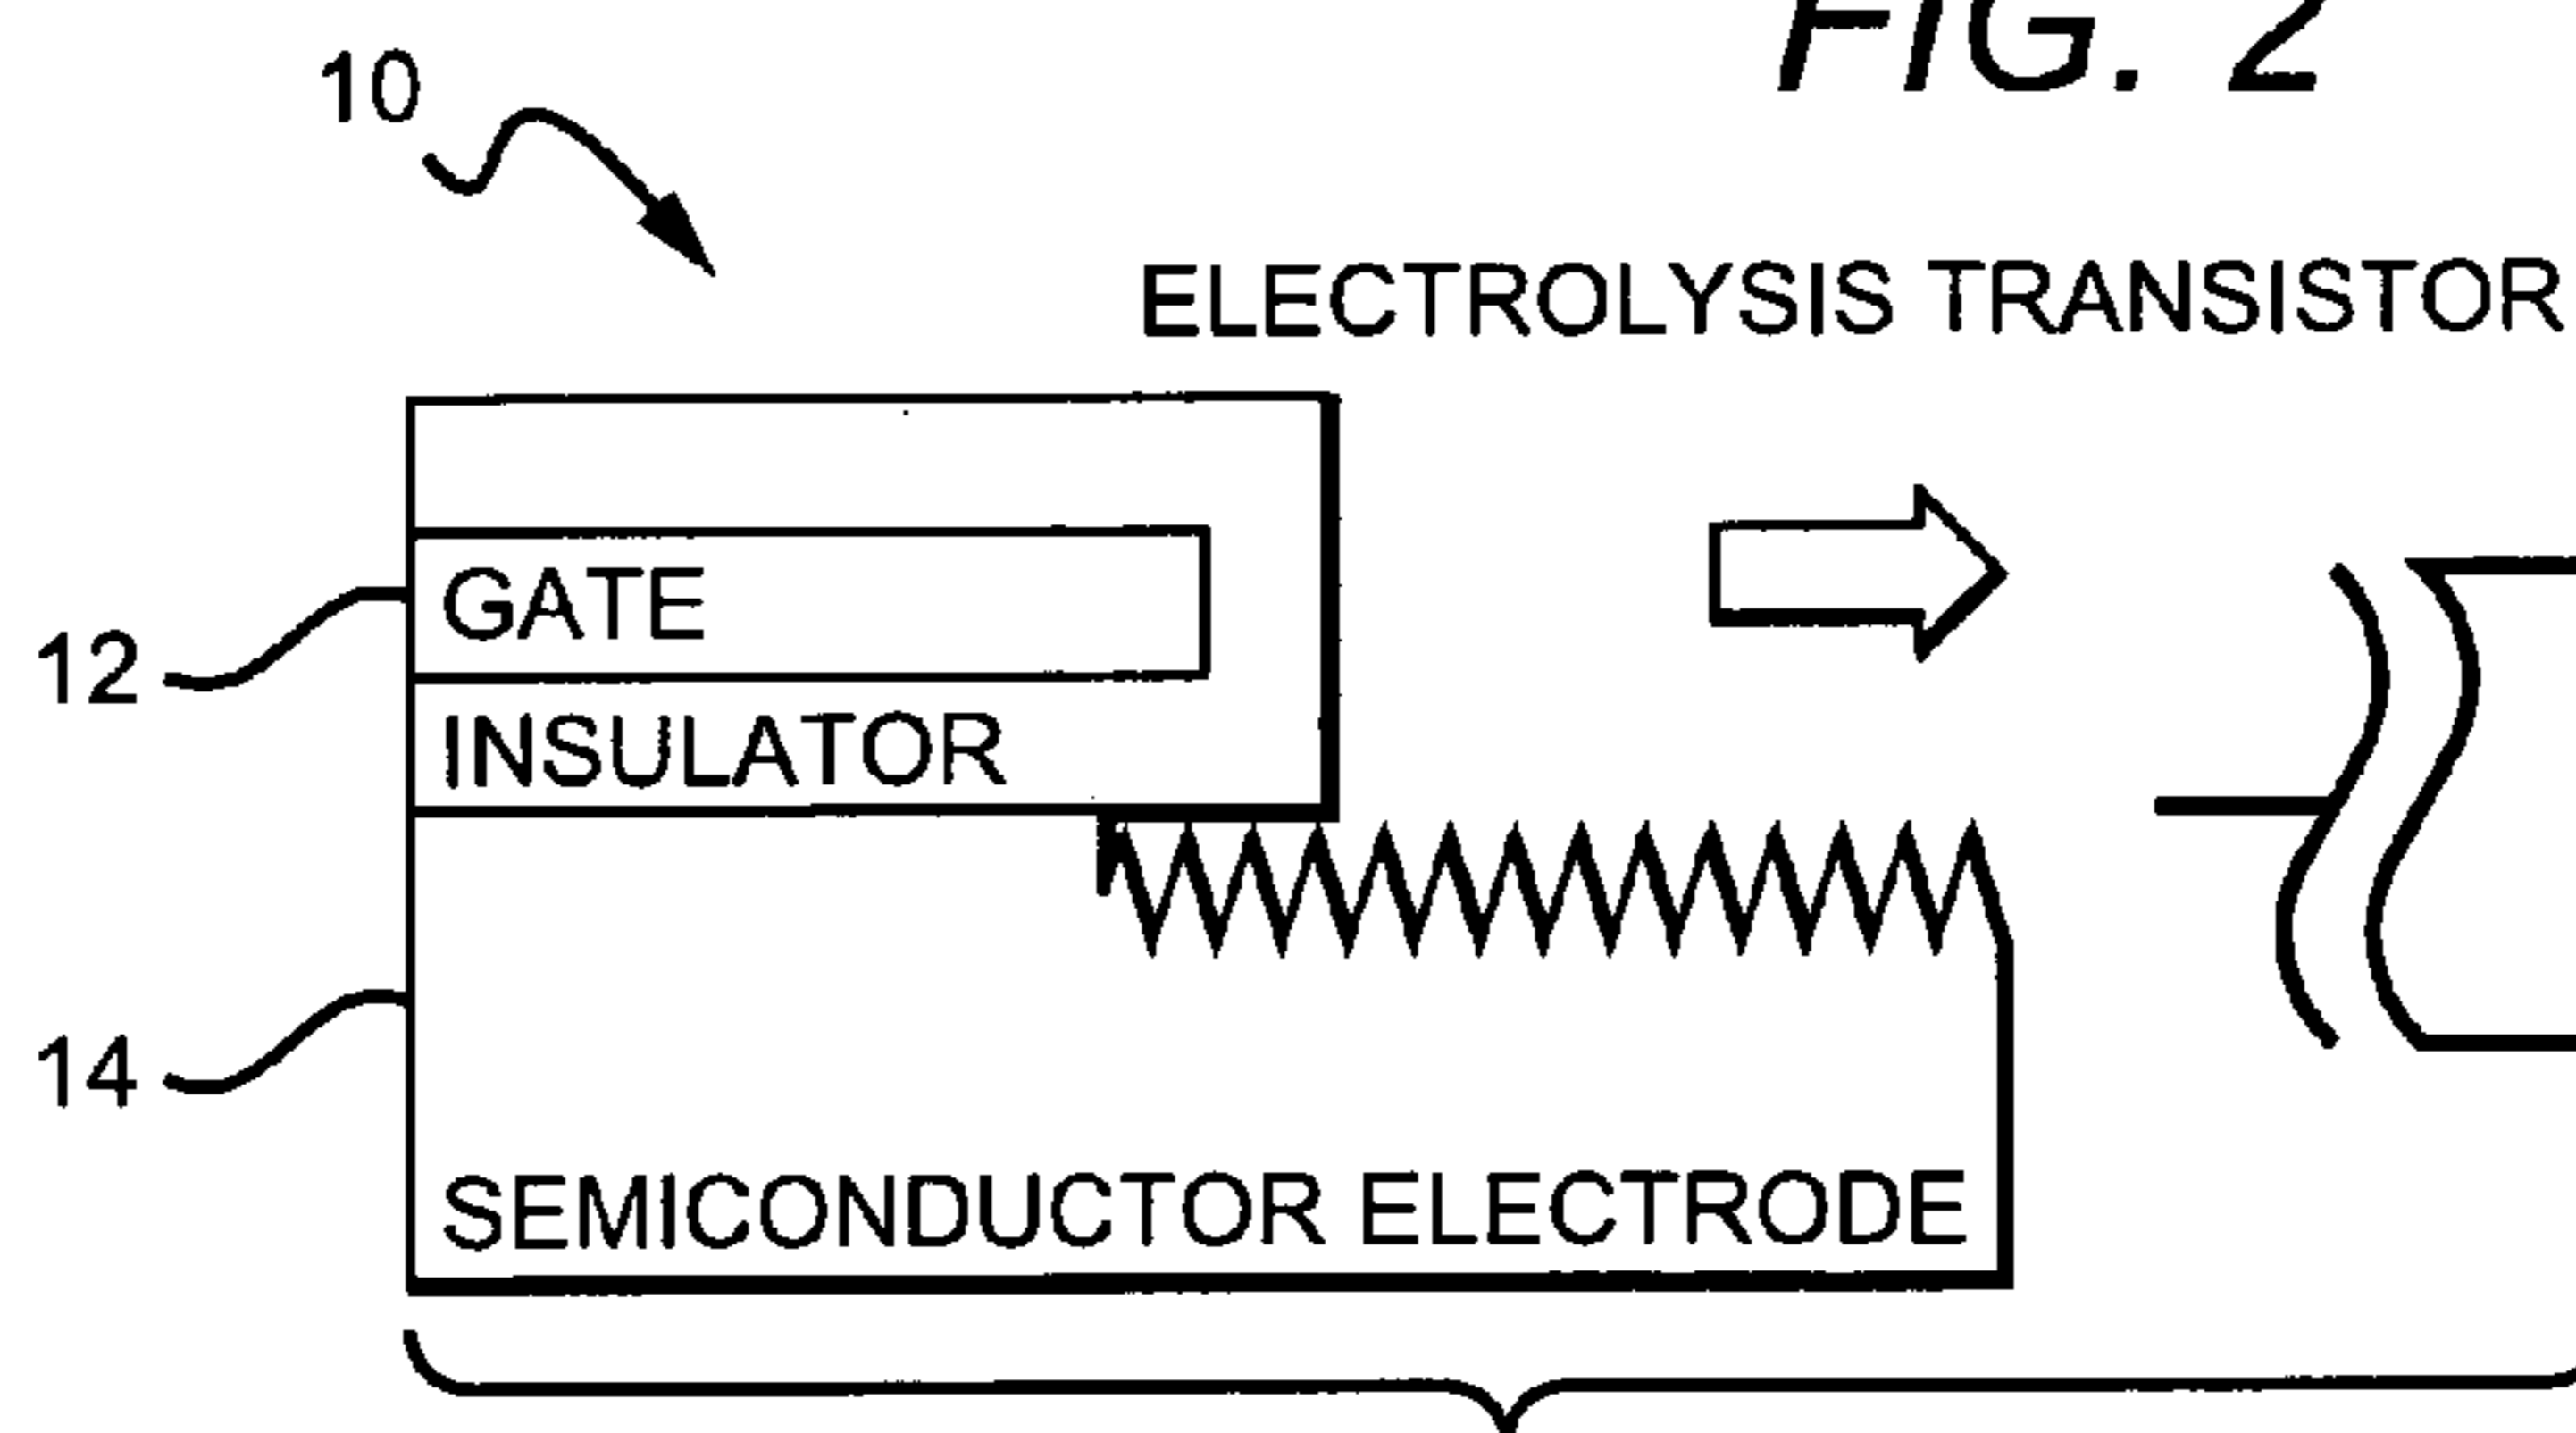 FIG. 2
10
ELECTROLYSIS TRANSISTOR
GATE
12
INSULATOR
14
SEMICONDUCTOR ELECTRODE